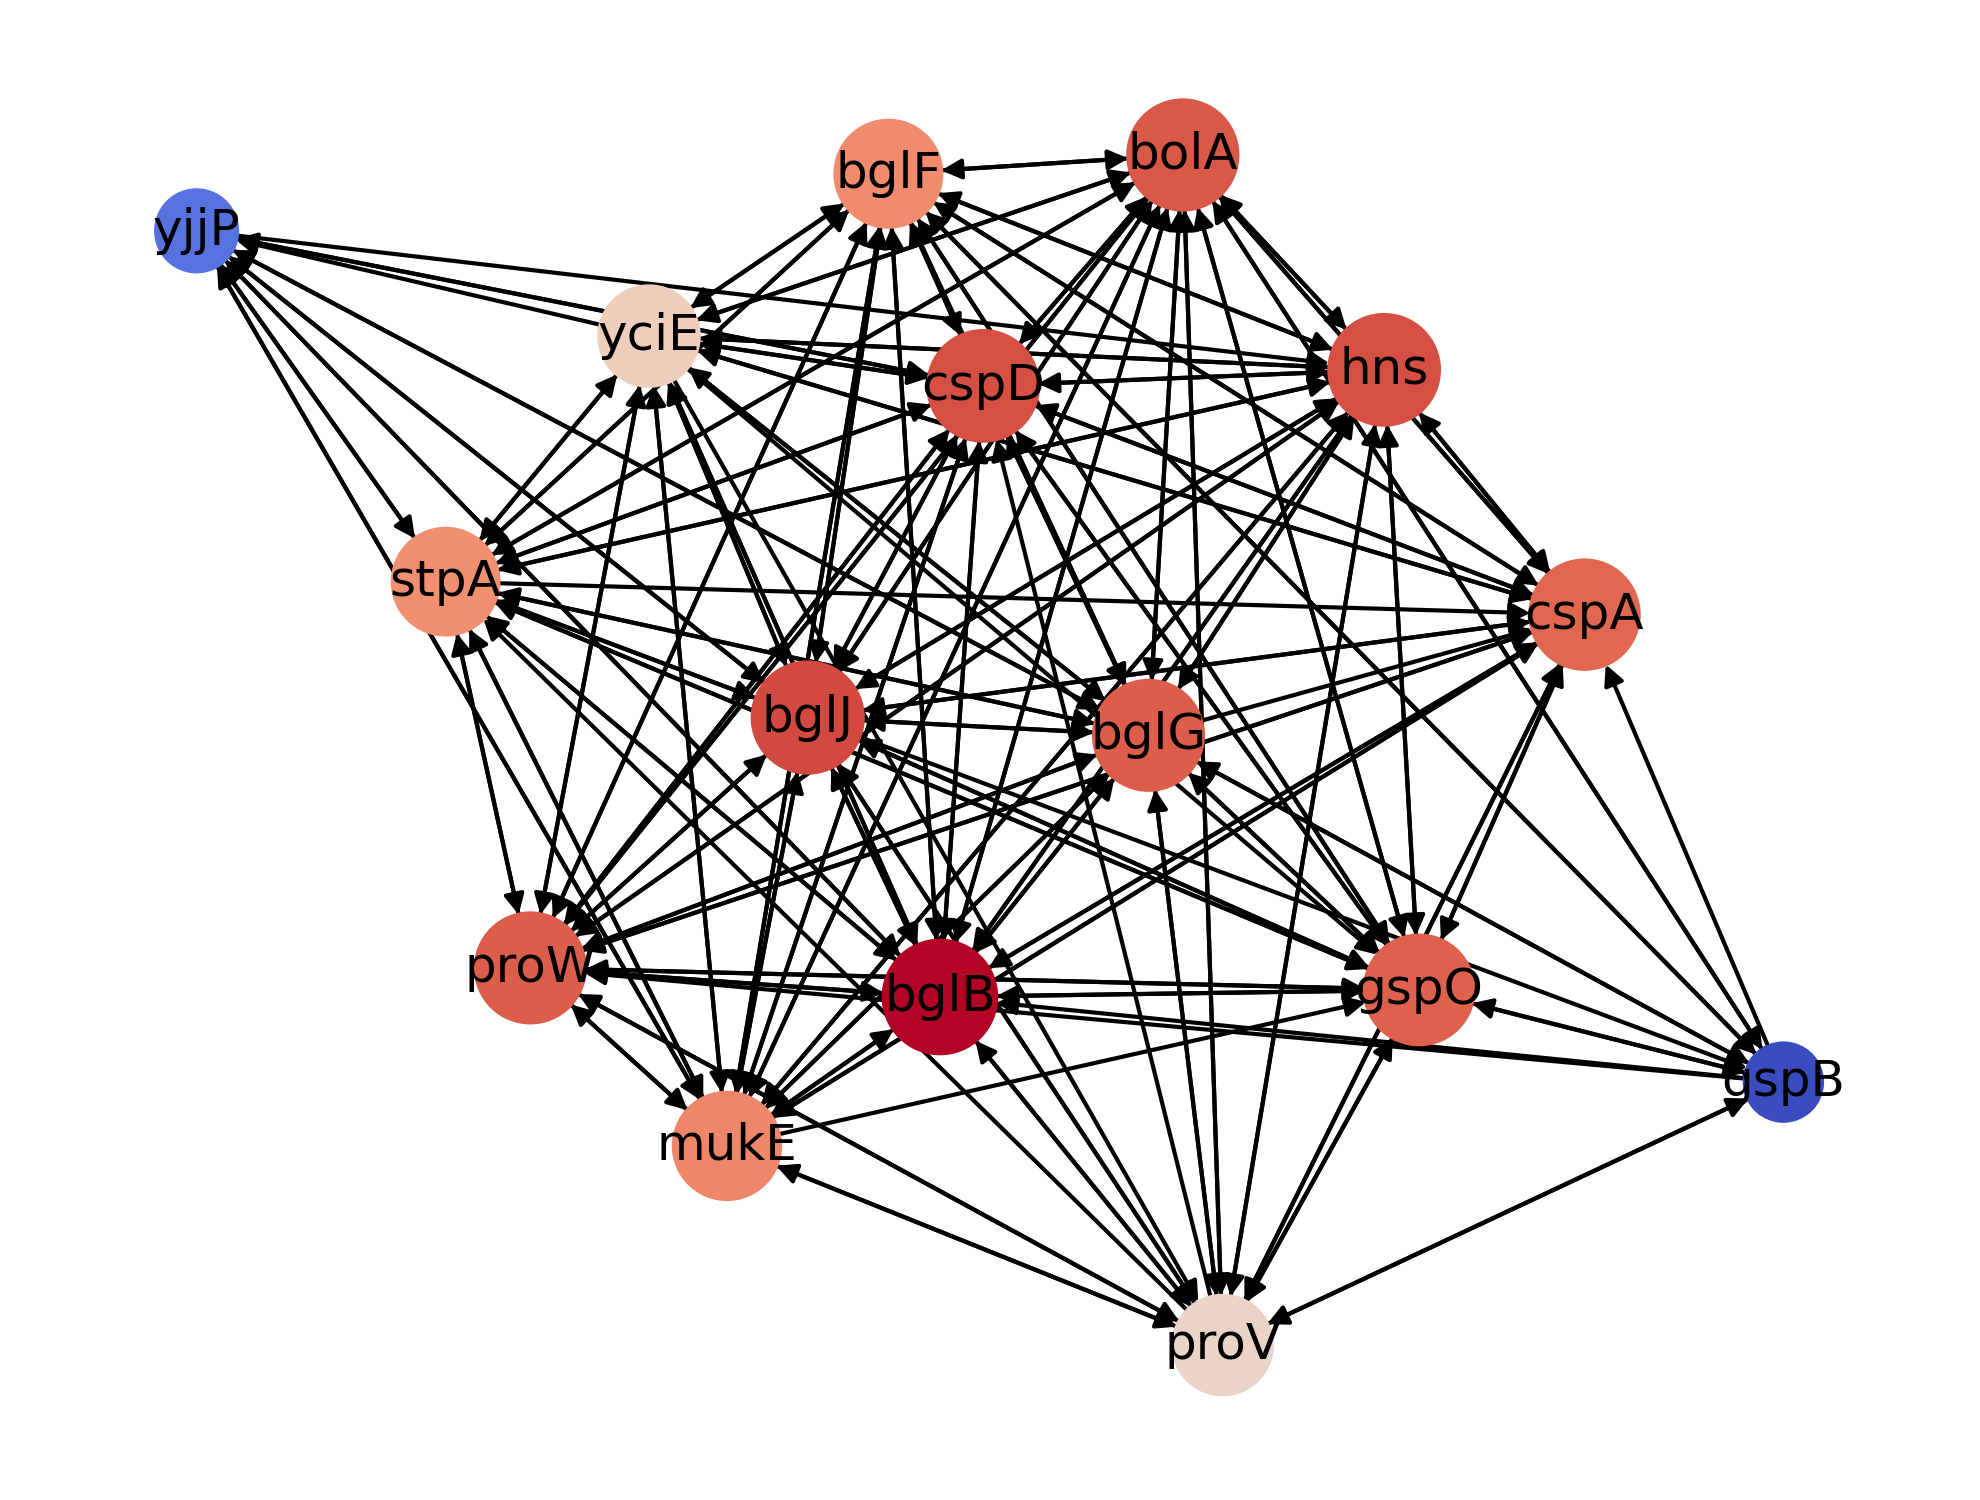 bolA
bglF
yjjP
yciE
hns
cspD
stpA
cspA
bglJ
bglG
proW
gspO
bglB
gspB
mukE
proV